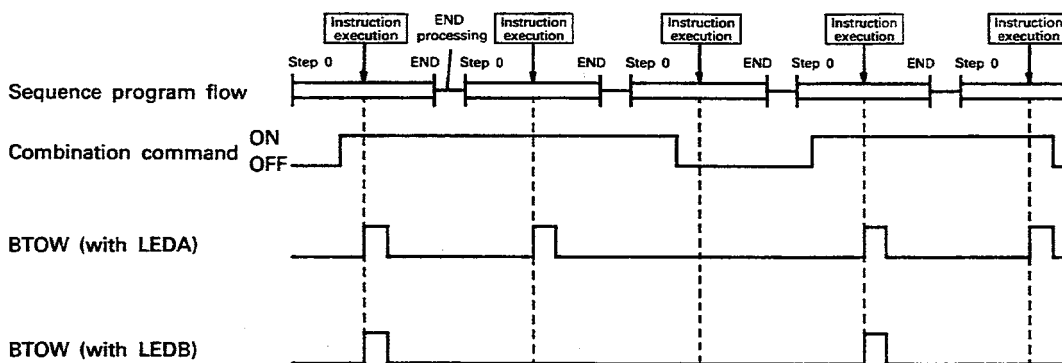 Instruction execution
END processing
Instruction execution
Instruction execution
Instruction execution
Instruction execution
Step 0
END
Step 0
END
Step 0
END
Step 0
END
Step 0
Sequence program flow
Combination command
ON
OFF
BTOW (with LEDA)
BTOW (with LEDB)